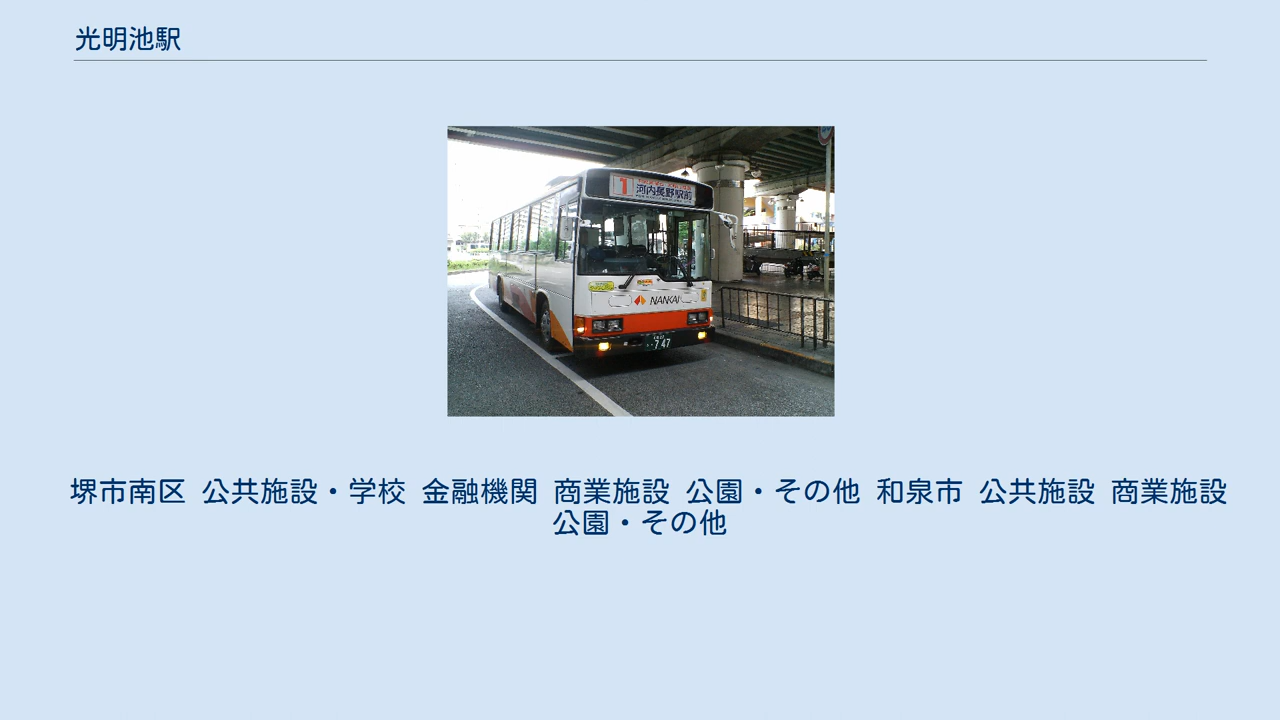 光明池駅
1 河内長野駅前
NANKAI
747
堺市南区 公共施設・学校 金融機関 商業施設 公園・その他 和泉市 公共施設 商業施設
公園・その他